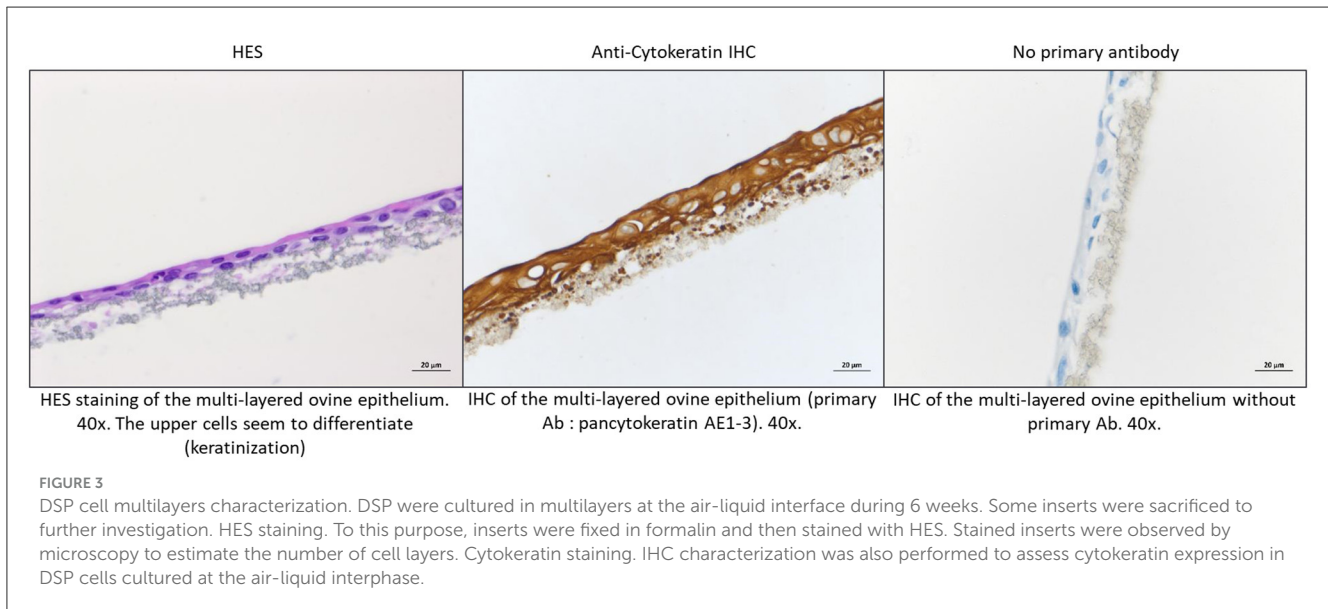 HES
Anti-Cytokeratin IHC
No primary antibody
20 µm
20 µm
20 µm
HES staining of the multi-layered ovine epithelium.
40x. The upper cells seem to differentiate
(keratinization)
IHC of the multi-layered ovine epithelium (primary
Ab : pancytokeratin AE1-3). 40x.
IHC of the multi-layered ovine epithelium without
primary Ab. 40x.
FIGURE 3
DSP cell multilayers characterization. DSP were cultured in multilayers at the air-liquid interface during 6 weeks. Some inserts were sacrificed to
further investigation. HES staining. To this purpose, inserts were fixed in formalin and then stained with HES. Stained inserts were observed by
microscopy to estimate the number of cell layers. Cytokeratin staining. IHC characterization was also performed to assess cytokeratin expression in
DSP cells cultured at the air-liquid interphase.